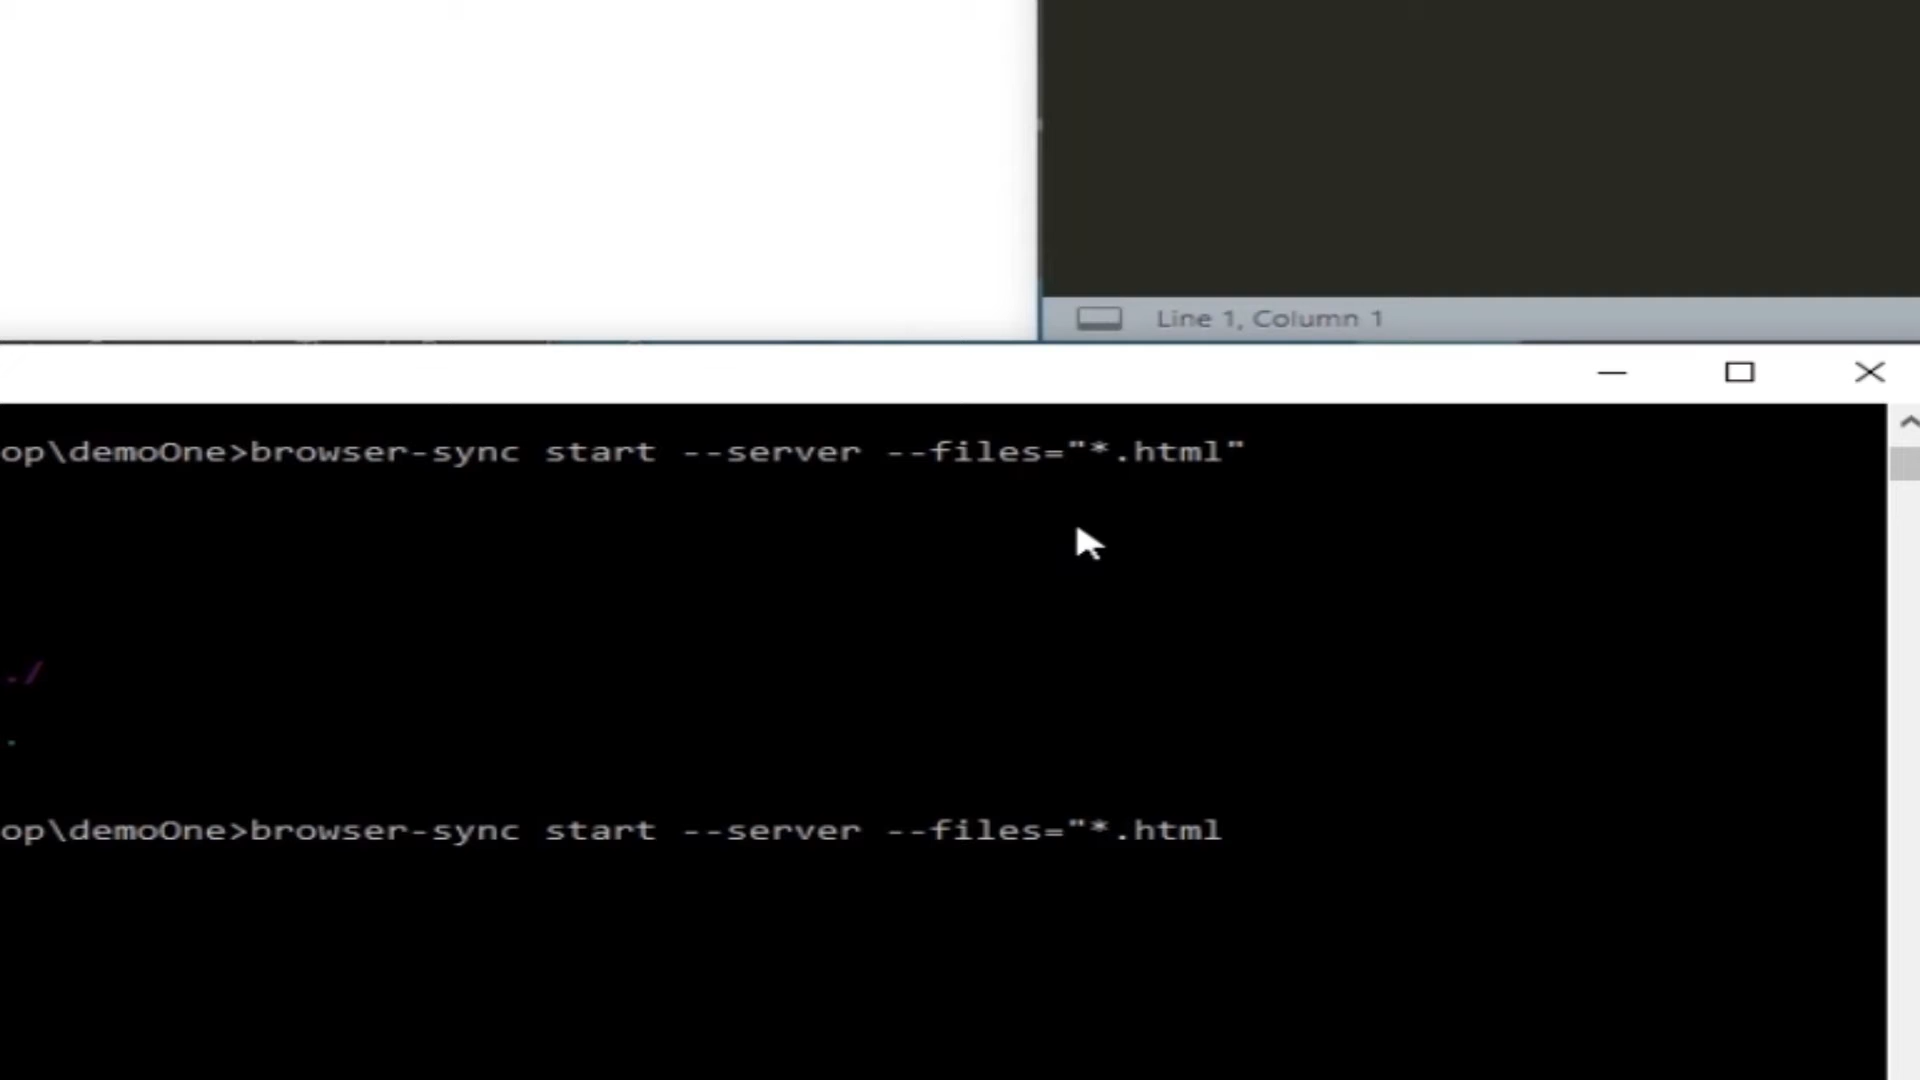 Line 1, Column 1
op\demoOne>browser-sync start --server --files="*.html"
./
.
op\demoOne>browser-sync start --server --files="*.html